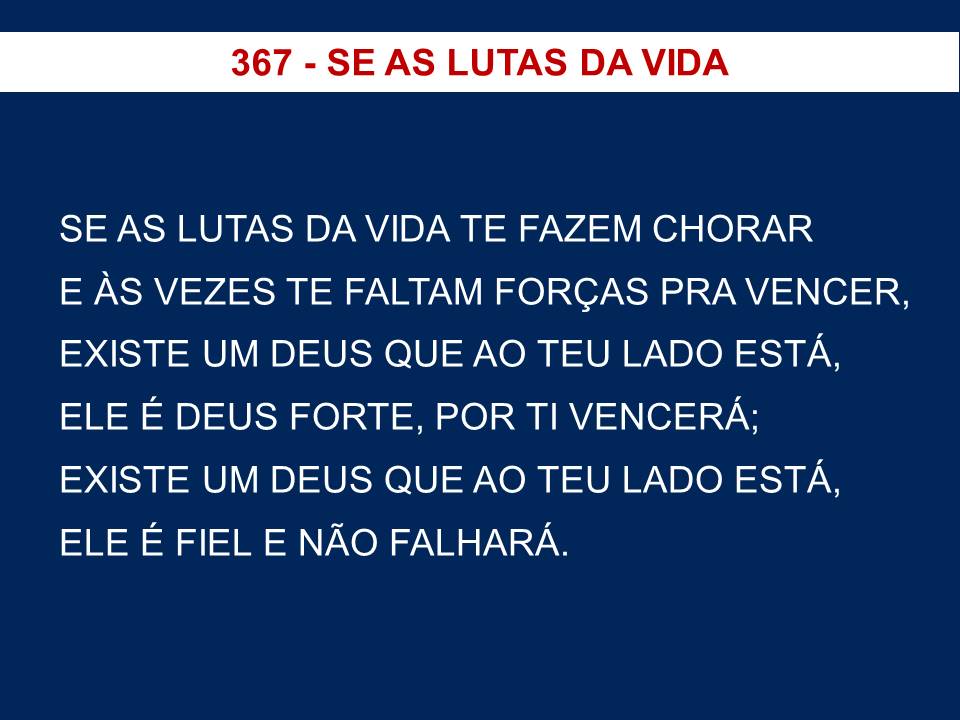 367 - SE AS LUTAS DA VIDA
SE AS LUTAS DA VIDA TE FAZEM CHORAR
E ÀS VEZES TE FALTAM FORÇAS PRA VENCER,
EXISTE UM DEUS QUE AO TEU LADO ESTÁ,
ELE É DEUS FORTE, POR TI VENCERÁ;
EXISTE UM DEUS QUE AO TEU LADO ESTÁ,
ELE É FIEL E NÃO FALHARÁ.